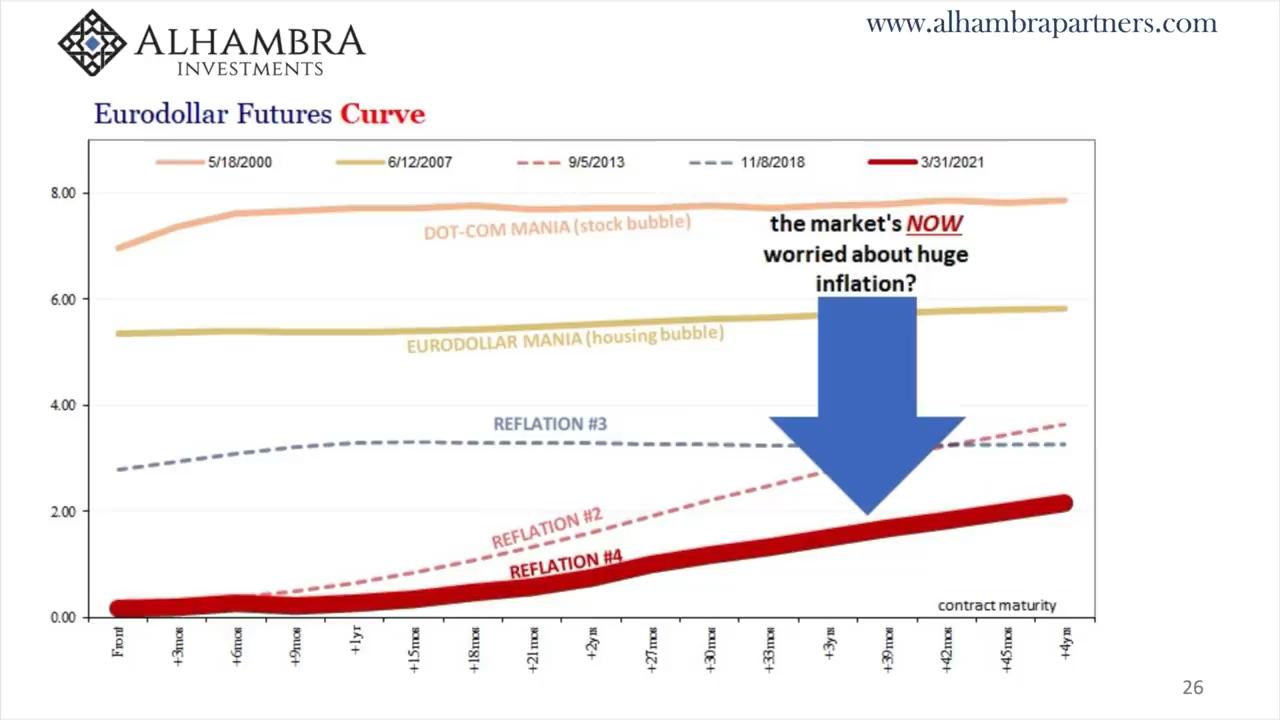 www.alhambrapartners.com
ALHAMBRA
INVESTMENTS
Eurodollar Futures Curve
5/18/2000 6/12/2007 9/5/2013 11/8/2018 3/31/2021
8.00
DOT-COM MANIA (stock bubble)
the market's NOW
worried about huge
inflation?
6.00
EURODOLLAR MANIA (housing bubble)
4.00
REFLATION #3
2.00
REFLATION #2
REFLATION #4
contract maturity
0.00
Front +3mos +6mos +9mos +1yr +15mos +18mos +21mos +2yrs +27mos +30mos +33mos +3yrs +39mos +42mos +45mos +4yrs
26